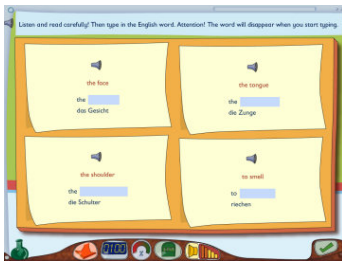 Listen and read carefully! Then type in the English word. Attention! The word will disappear when you start typing.
the face
the
das Gesicht
the tongue
the
die Zunge
the shoulder
the
die Schulter
to smell
to
riechen